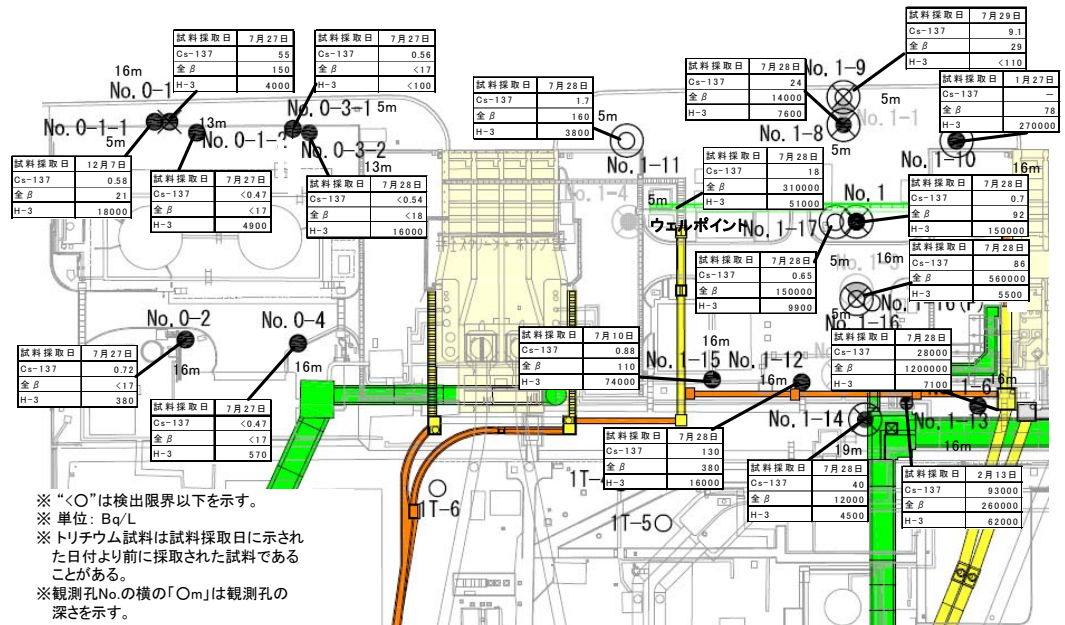 試料採取日 7月27日
Cs-137 55
全β 150
H-3 4000
試料採取日 7月27日
Cs-137 0.56
全β <17
H-3 <100
試料採取日 7月28日
Cs-137 1.7
全β 160
H-3 3800
試料採取日 7月28日
Cs-137 24
全β 14000
H-3 7600
試料採取日 7月29日
Cs-137 9.1
全β 29
H-3 <110
試料採取日 1月27日
Cs-137 －
全β 78
H-3 270000
16m
No. 0-1
No. 0-1-1
5m
13m
No. 0-1-2
No. 0-3-1
5m
No. 0-3-2
13m
No. 1-11
No. 1-9
5m
No. 1-8
No. 1-1
5m
No. 1-10
16m
試料採取日 12月7日
Cs-137 0.58
全β 21
H-3 18000
試料採取日 7月27日
Cs-137 <0.47
全β <17
H-3 4900
試料採取日 7月28日
Cs-137 <0.54
全β <18
H-3 16000
試料採取日 7月28日
Cs-137 18
全β 310000
H-3 51000
試料採取日 7月28日
Cs-137 0.7
全β 92
H-3 150000
No. 1-4
5m
ウェルポイント
No. 1-17
No. 1
5m
16m
試料採取日 7月28日
Cs-137 0.65
全β 150000
H-3 9900
試料採取日 7月28日
Cs-137 86
全β 560000
H-3 5500
5m
No. 1-16
No. 1-16(P)
No. 0-2
16m
No. 0-4
16m
試料採取日 7月27日
Cs-137 0.72
全β <17
H-3 380
試料採取日 7月27日
Cs-137 <0.47
全β <17
H-3 570
試料採取日 7月10日
Cs-137 0.88
全β 110
H-3 74000
16m
No. 1-15
No. 1-12
16m
試料採取日 7月28日
Cs-137 28000
全β 1200000
H-3 7100
1-6
16m
No. 1-14
19m
No. 1-13
16m
試料採取日 7月28日
Cs-137 130
全β 380
H-3 16000
試料採取日 7月28日
Cs-137 40
全β 12000
H-3 4500
試料採取日 2月13日
Cs-137 93000
全β 260000
H-3 62000
1T-6
1T-4
1T-5
※ “<○”は検出限界以下を示す。
※ 単位： Bq/L
※ トリチウム試料は試料採取日に示され
た日付より前に採取された試料である
ことがある。
※観測孔No.の横の「○m」は観測孔の
深さを示す。